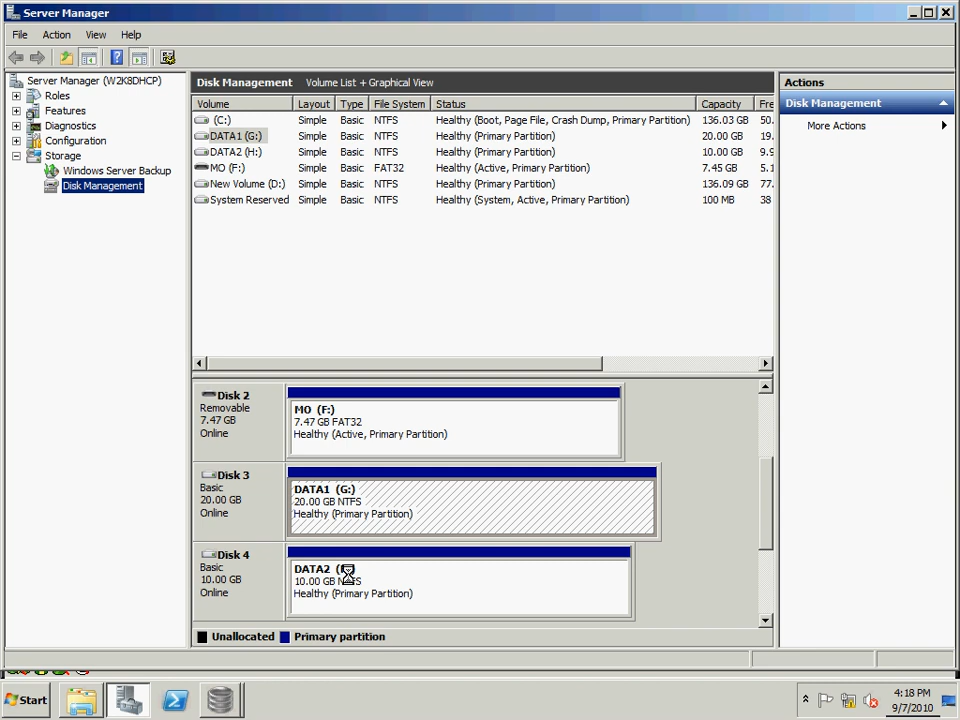 Server Manager
File Action View Help
Server Manager (W2K8DHCP)
Roles
Features
Diagnostics
Configuration
Storage
Windows Server Backup
Disk Management
Disk Management Volume List + Graphical View
Volume Layout Type File System Status Capacity Fre
(C:) Simple Basic NTFS Healthy (Boot, Page File, Crash Dump, Primary Partition) 136.03 GB 50.
DATA1 (G:) Simple Basic NTFS Healthy (Primary Partition) 20.00 GB 19.
DATA2 (H:) Simple Basic NTFS Healthy (Primary Partition) 10.00 GB 9.9
MO (F:) Simple Basic FAT32 Healthy (Active, Primary Partition) 7.45 GB 5.1
New Volume (D:) Simple Basic NTFS Healthy (Primary Partition) 136.09 GB 77.
System Reserved Simple Basic NTFS Healthy (System, Active, Primary Partition) 100 MB 38
Disk 2
Removable
7.47 GB
Online
MO (F:)
7.47 GB FAT32
Healthy (Active, Primary Partition)
Disk 3
Basic
20.00 GB
Online
DATA1 (G:)
20.00 GB NTFS
Healthy (Primary Partition)
Disk 4
Basic
10.00 GB
Online
DATA2
10.00 GB NTFS
Healthy (Primary Partition)
Unallocated Primary partition
Actions
Disk Management
More Actions
Start
4:18 PM
9/7/2010